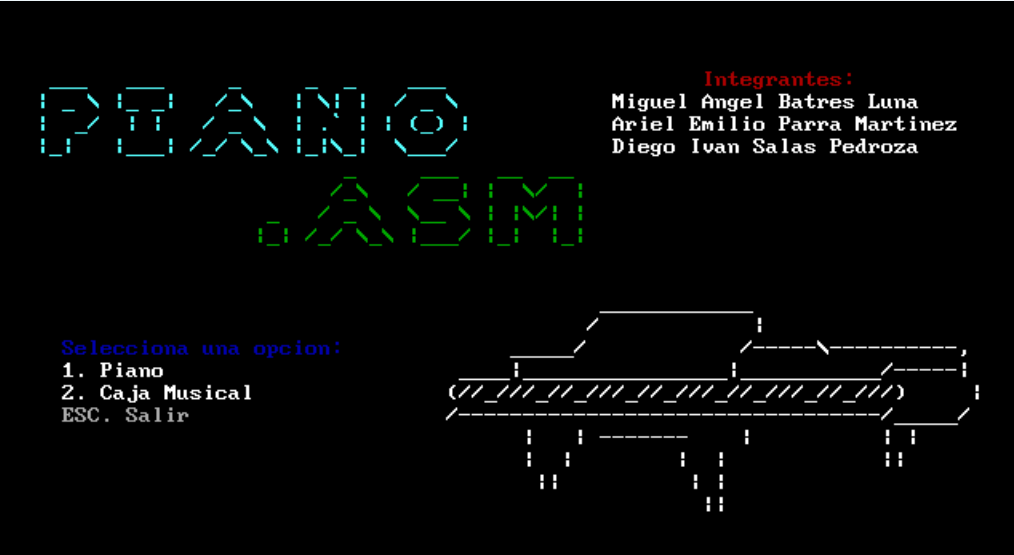 PIANO
.ASM
Integrantes:
Miguel Angel Batres Luna
Ariel Emilio Parra Martinez
Diego Ivan Salas Pedroza
Selecciona una opcion:
1. Piano
2. Caja Musical
ESC. Salir